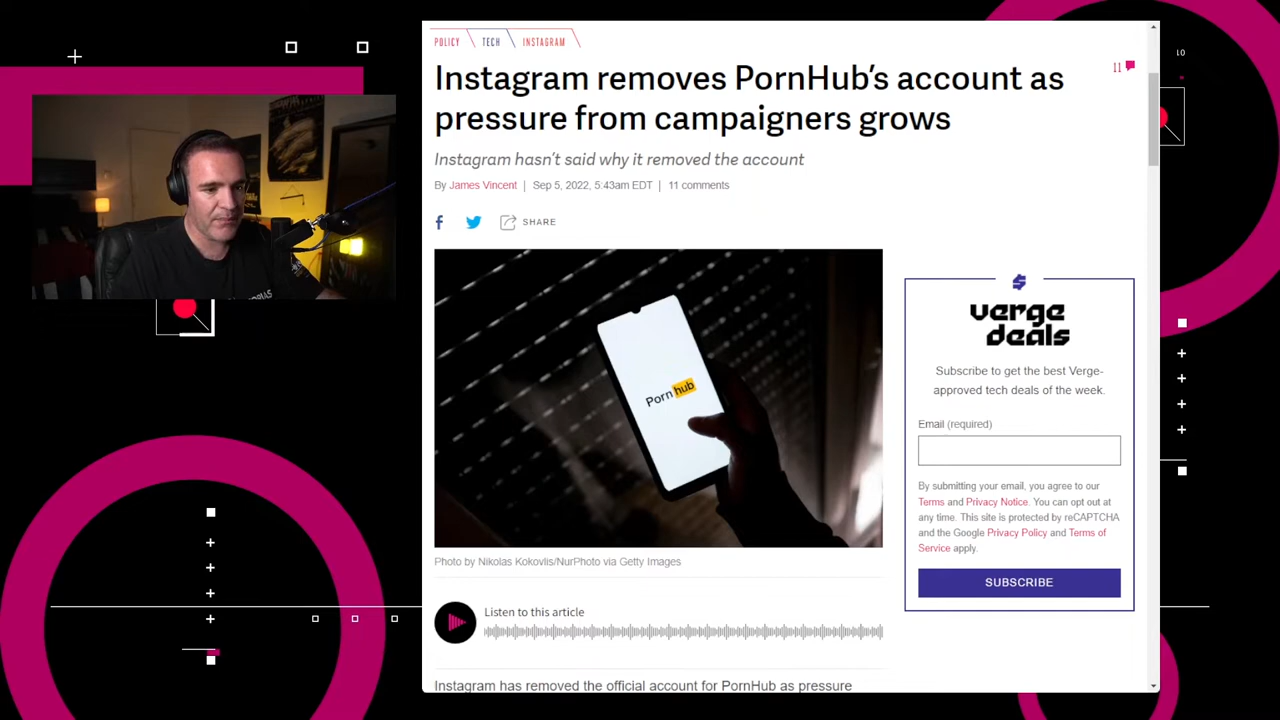 POLICY TECH INSTAGRAM
Instagram removes PornHub’s account as
pressure from campaigners grows
11
Instagram hasn’t said why it removed the account
By James Vincent | Sep 5, 2022, 5:43am EDT | 11 comments
SHARE
Porn hub
Photo by Nikolas Kokovlis/NurPhoto via Getty Images
Listen to this article
Instagram has removed the official account for PornHub as pressure
verge
deals
Subscribe to get the best Verge-
approved tech deals of the week.
Email (required)
By submitting your email, you agree to our
Terms and Privacy Notice. You can opt out at
any time. This site is protected by reCAPTCHA
and the Google Privacy Policy and Terms of
Service apply.
SUBSCRIBE
10